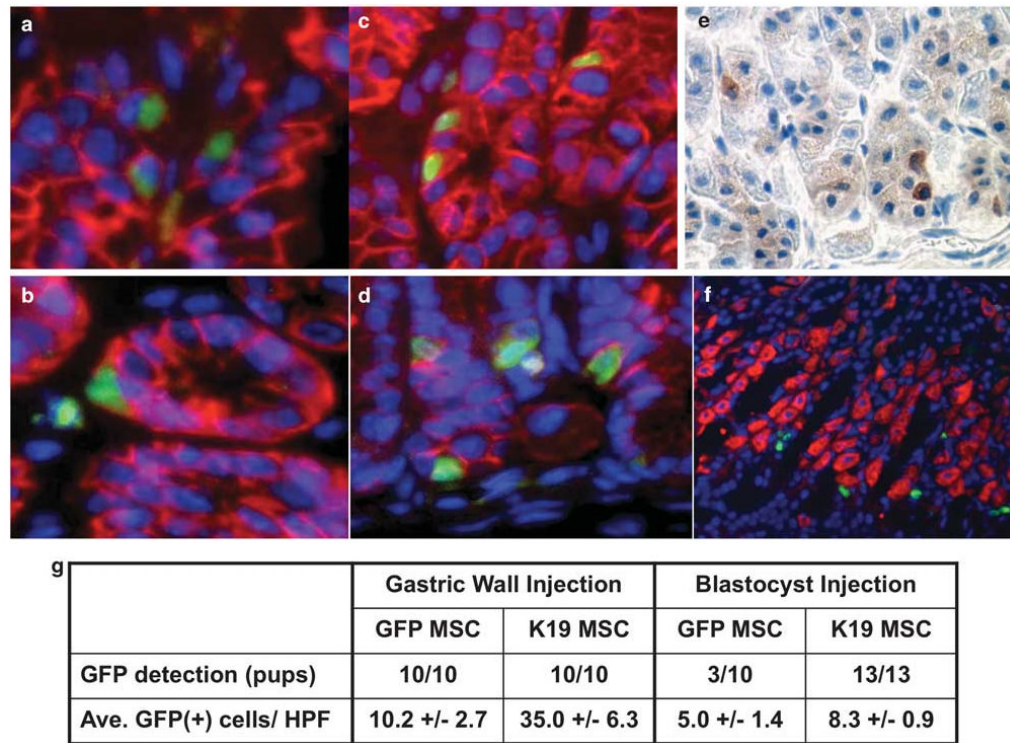 a
c
e
b
d
f
g
Gastric Wall Injection Blastocyst Injection
GFP MSC K19 MSC GFP MSC K19 MSC
GFP detection (pups) 10/10 10/10 3/10 13/13
Ave. GFP(+) cells/ HPF 10.2 +/- 2.7 35.0 +/- 6.3 5.0 +/- 1.4 8.3 +/- 0.9